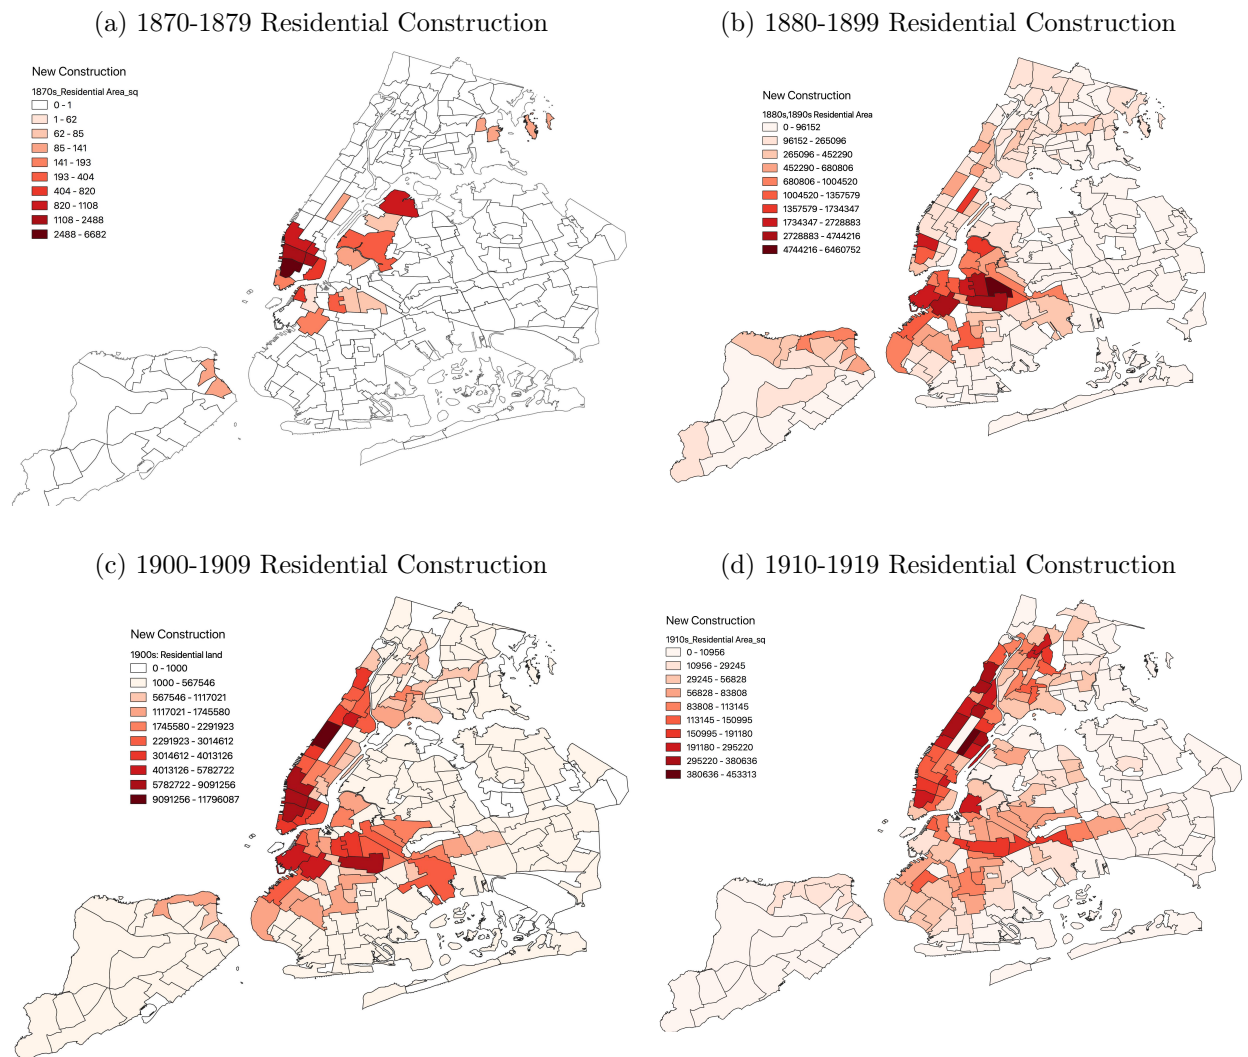 (a) 1870-1879 Residential Construction
New Construction
1870s_Residential Area_sq
0 - 1
1 - 62
62 - 85
85 - 141
141 - 193
193 - 404
404 - 820
820 - 1108
1108 - 2488
2488 - 6682
(b) 1880-1899 Residential Construction
New Construction
1880s,1890s Residential Area
0 - 96152
96152 - 265096
265096 - 452290
452290 - 680806
680806 - 1004520
1004520 - 1357579
1357579 - 1734347
1734347 - 2728883
2728883 - 4744216
4744216 - 6460752
(c) 1900-1909 Residential Construction
New Construction
1900s: Residential land
0 - 1000
1000 - 567546
567546 - 1117021
1117021 - 1745580
1745580 - 2291923
2291923 - 3014612
3014612 - 4013126
4013126 - 5782722
5782722 - 9091256
9091256 - 11796087
(d) 1910-1919 Residential Construction
New Construction
1910s_Residential Area_sq
0 - 10956
10956 - 29245
29245 - 56828
56828 - 83808
83808 - 113145
113145 - 150995
150995 - 191180
191180 - 295220
295220 - 380636
380636 - 453313